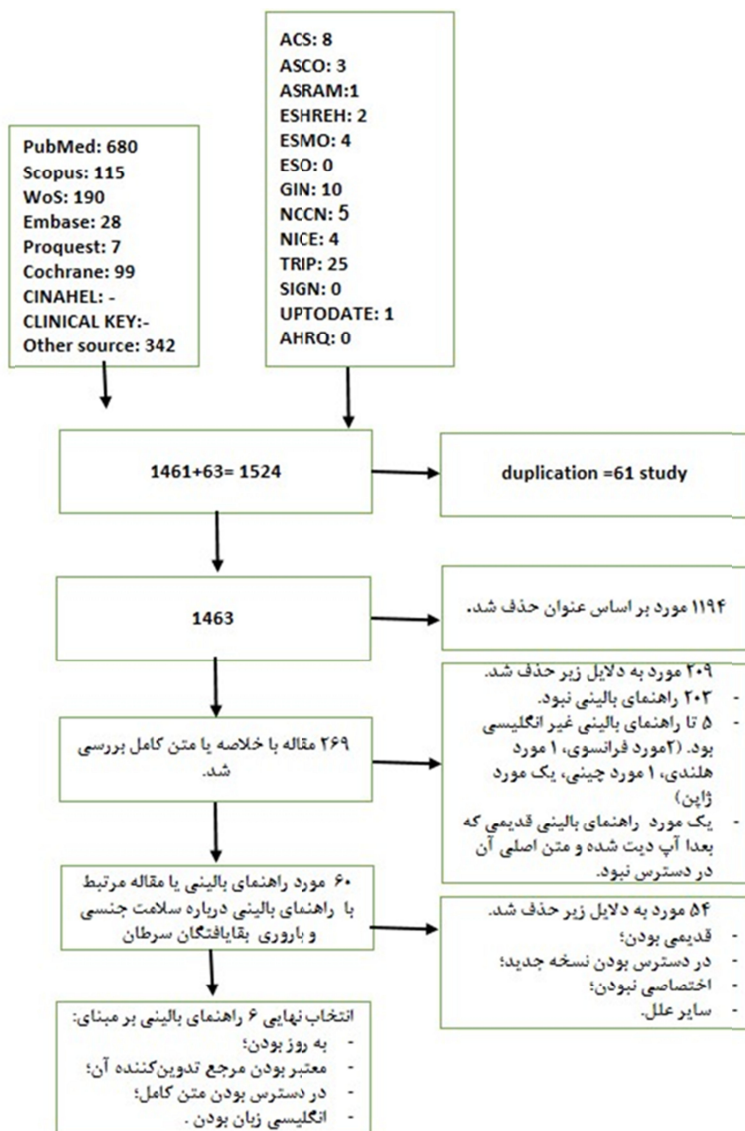 PubMed: 680
Scopus: 115
WoS: 190
Embase: 28
Proquest: 7
Cochrane: 99
CINAHEL: -
CLINICAL KEY:-
Other source: 342
ACS: 8
ASCO: 3
ASRAM:1
ESHREH: 2
ESMO: 4
ESO: 0
GIN: 10
NCCN: 5
NICE: 4
TRIP: 25
SIGN: 0
UPTODATE: 1
AHRQ: 0
1461+63= 1524
duplication =61 study
1463
۱۱۹۴ مورد بر اساس عنوان حذف شد.
۲۶۹ مقاله با خلاصه یا متن کامل بررسی
شد.
۲۰۹ مورد به دلایل زیر حذف شد.
- ۲۰۳ راهنمای بالینی نبود.
- ۵ تا راهنمای بالینی غیر انگلیسی
بود. (۲مورد فرانسوی، ۱ مورد
هلندی، ۱ مورد چینی، یک مورد
ژاپن)
- یک مورد راهنمای بالینی قدیمی که
بعدا آپ دیت شده و متن اصلی آن
در دسترس نبود.
۶۰ مورد راهنمای بالینی یا مقاله مرتبط
با راهنمای بالینی درباره سلامت جنسی
و باروری بقایافتگان سرطان
۵۴ مورد به دلایل زیر حذف شد.
- قدیمی بودن؛
- در دسترس بودن نسخه جدید؛
- اختصاصی نبودن؛
- سایر علل.
انتخاب نهایی ۶ راهنمای بالینی بر مبنای:
- به روز بودن؛
- معتبر بودن مرجع تدوین‌کننده آن؛
- در دسترس بودن متن کامل؛
- انگلیسی زبان بودن .